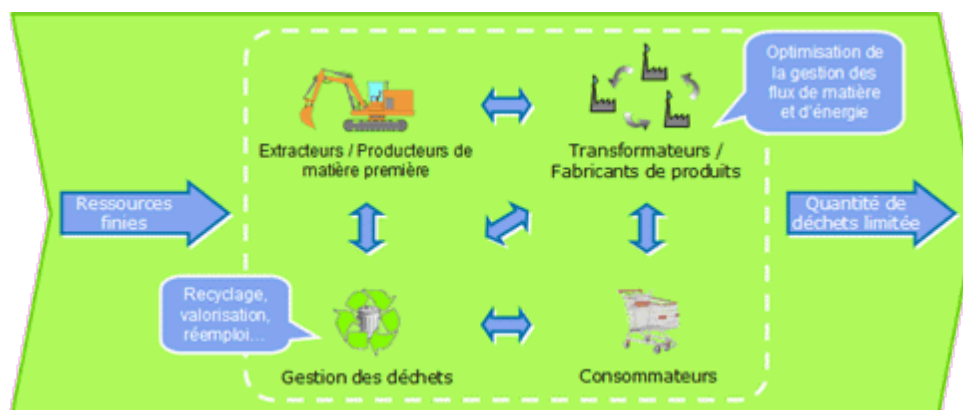 Optimisation de
la gestion des
flux de matière
et d'énergie
Extracteurs / Producteurs de
matière première
Transformateurs /
Fabricants de produits
Ressources
finies
Quantité de
déchets limitée
Recyclage,
valorisation,
réemploi...
Gestion des déchets
Consommateurs